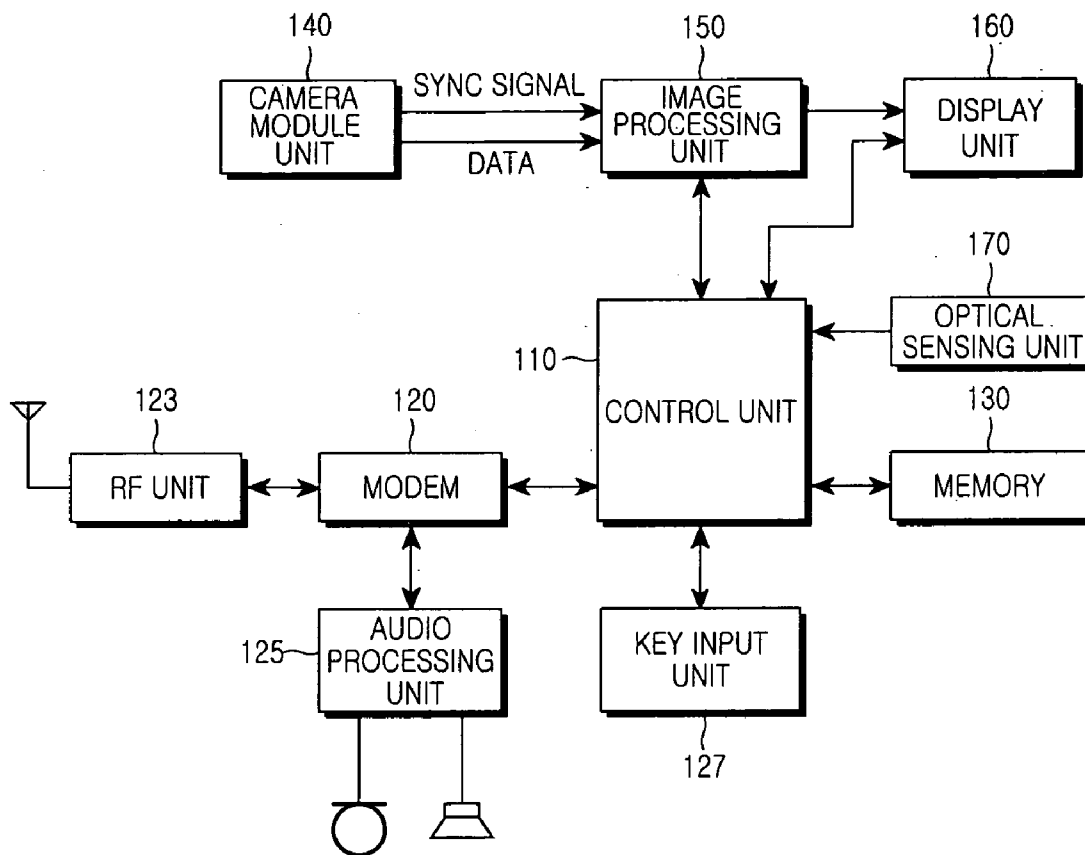 140
150
160
CAMERA
MODULE
UNIT
SYNC SIGNAL
DATA
IMAGE
PROCESSING
UNIT
DISPLAY
UNIT
170
OPTICAL
SENSING UNIT
110
CONTROL UNIT
123
120
130
RF UNIT
MODEM
MEMORY
125
AUDIO
PROCESSING
UNIT
KEY INPUT
UNIT
127